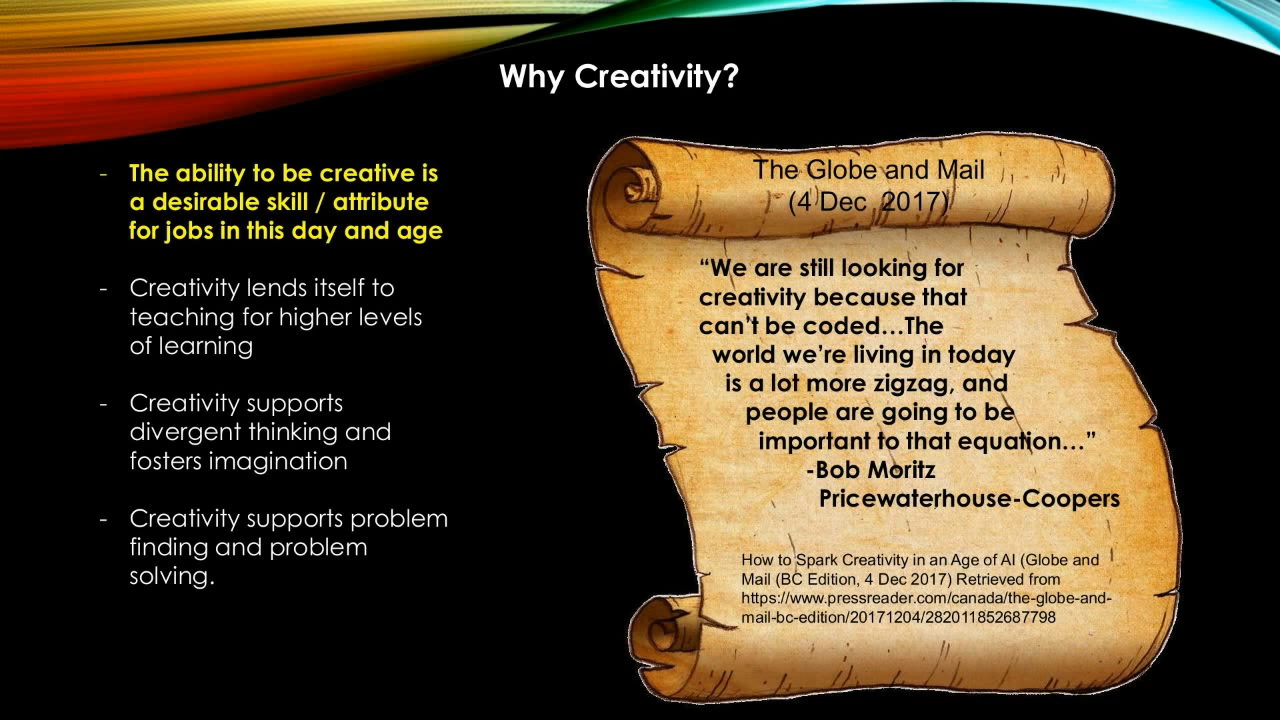 Why Creativity?
- The ability to be creative is
a desirable skill / attribute
for jobs in this day and age
- Creativity lends itself to
teaching for higher levels
of learning
- Creativity supports
divergent thinking and
fosters imagination
- Creativity supports problem
finding and problem
solving.
The Globe and Mail
(4 Dec 2017)
“We are still looking for
creativity because that
can’t be coded…The
world we’re living in today
is a lot more zigzag, and
people are going to be
important to that equation…”
-Bob Moritz
Pricewaterhouse-Coopers
How to Spark Creativity in an Age of AI (Globe and
Mail (BC Edition, 4 Dec 2017) Retrieved from
https://www.pressreader.com/canada/the-globe-and-
mail-bc-edition/20171204/282011852687798